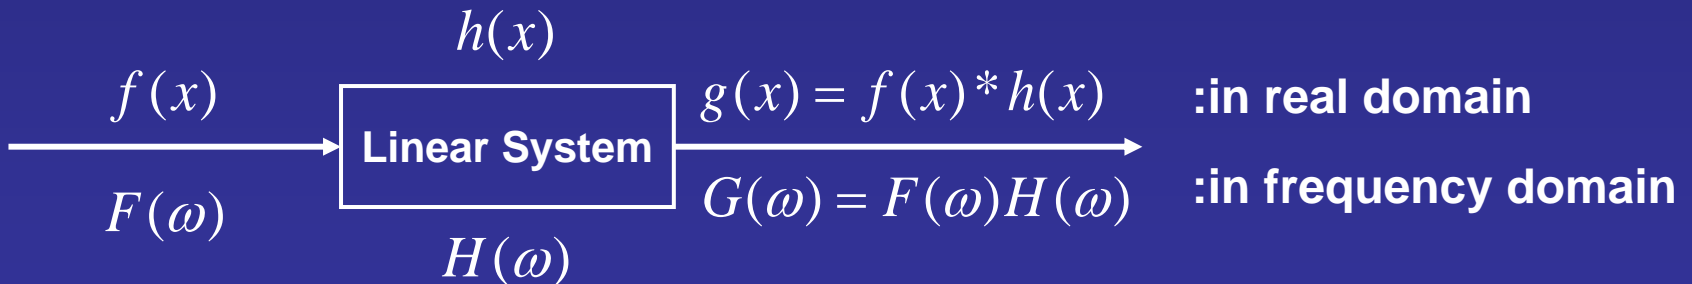 h(x)
f(x)
g(x) = f(x) * h(x)
:in real domain
Linear System
F(ω)
G(ω) = F(ω)H(ω)
:in frequency domain
H(ω)